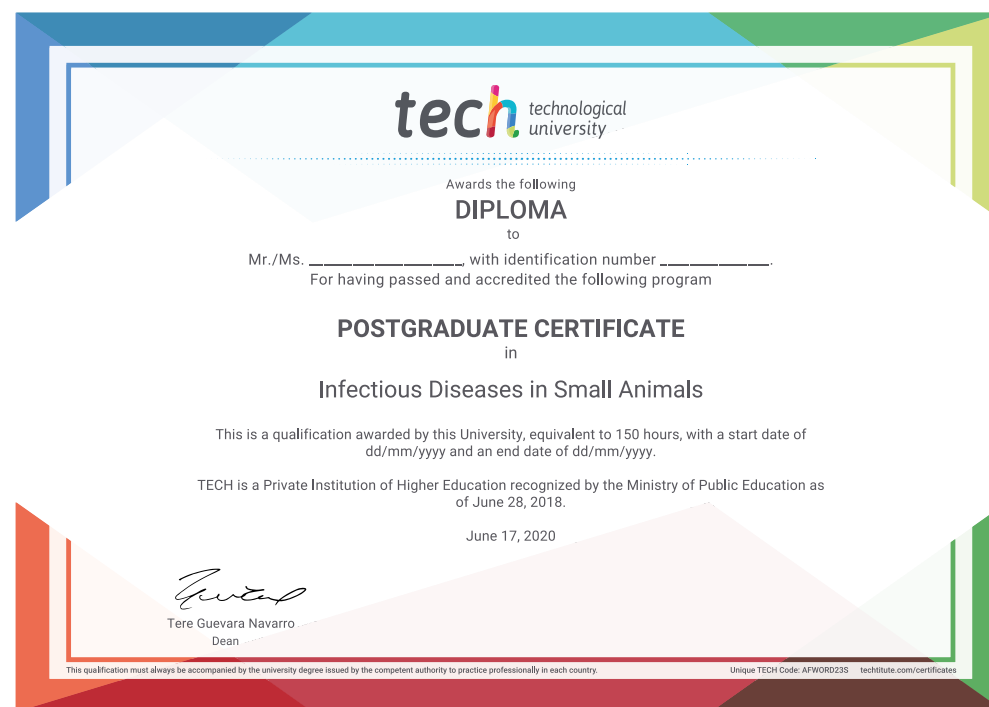 tech technological
university
Awards the following
DIPLOMA
to
Mr./Ms. ____________________, with identification number ______________.
For having passed and accredited the following program
POSTGRADUATE CERTIFICATE
in
Infectious Diseases in Small Animals
This is a qualification awarded by this University, equivalent to 150 hours, with a start date of
dd/mm/yyyy and an end date of dd/mm/yyyy.
TECH is a Private Institution of Higher Education recognized by the Ministry of Public Education as
of June 28, 2018.
June 17, 2020
Tere Guevara Navarro
Dean
This qualification must always be accompanied by the university degree issued by the competent authority to practice professionally in each country. Unique TECH Code: AFWORD23S techtitute.com/certificates